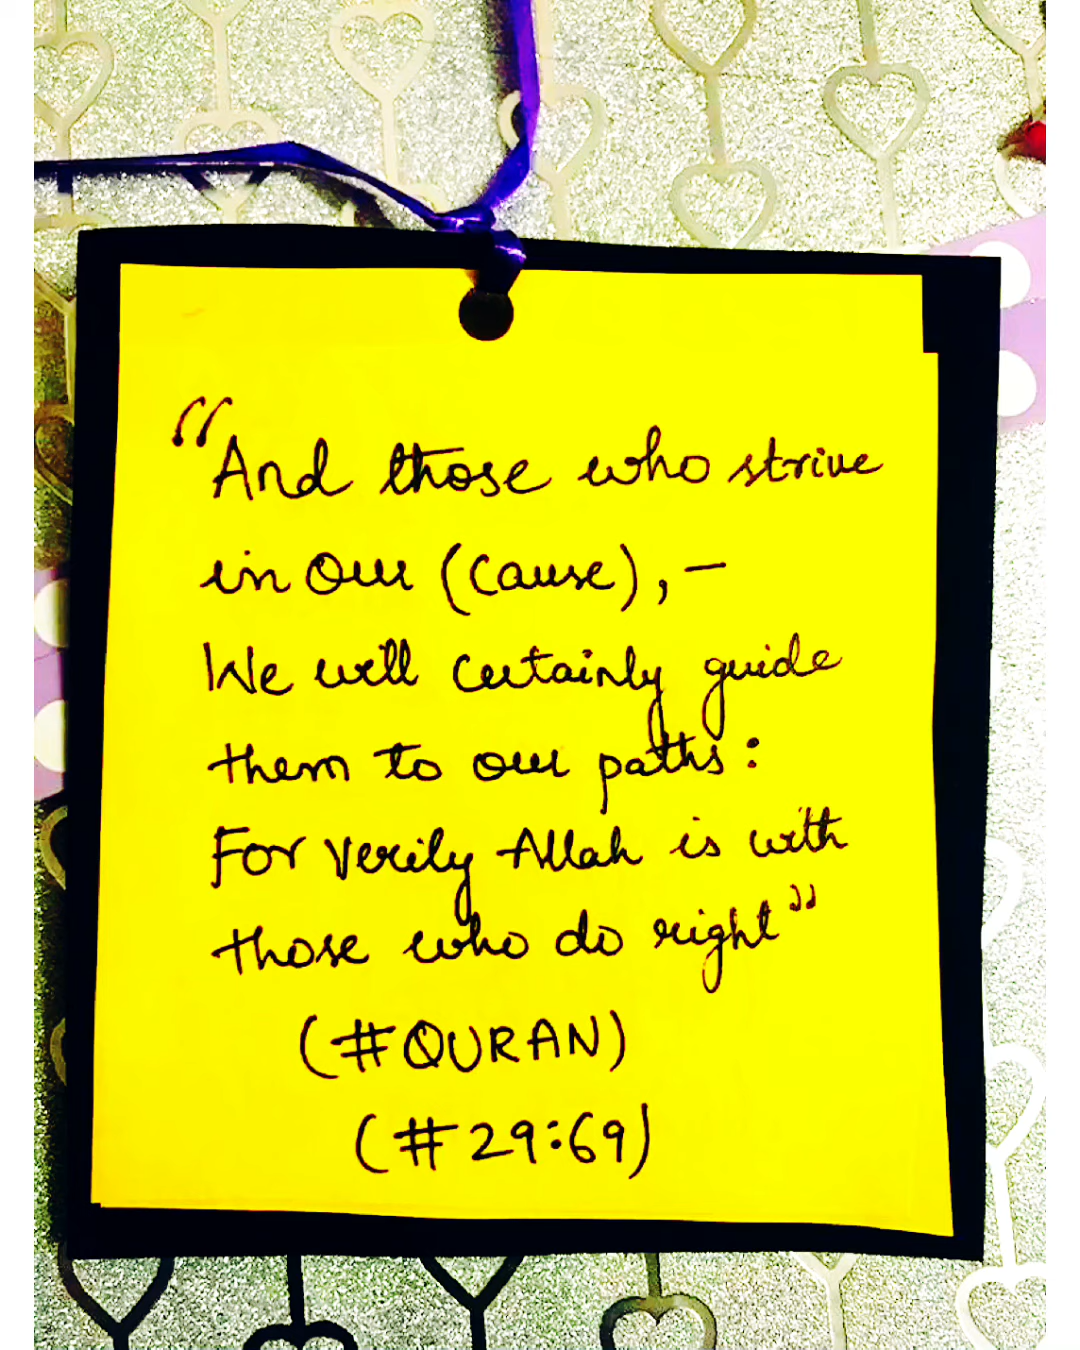 “And those who strive
in Our (Cause), -
We will certainly guide
them to our paths:
For verily Allah is with
those who do right”
(#QURAN)
(#29:69)